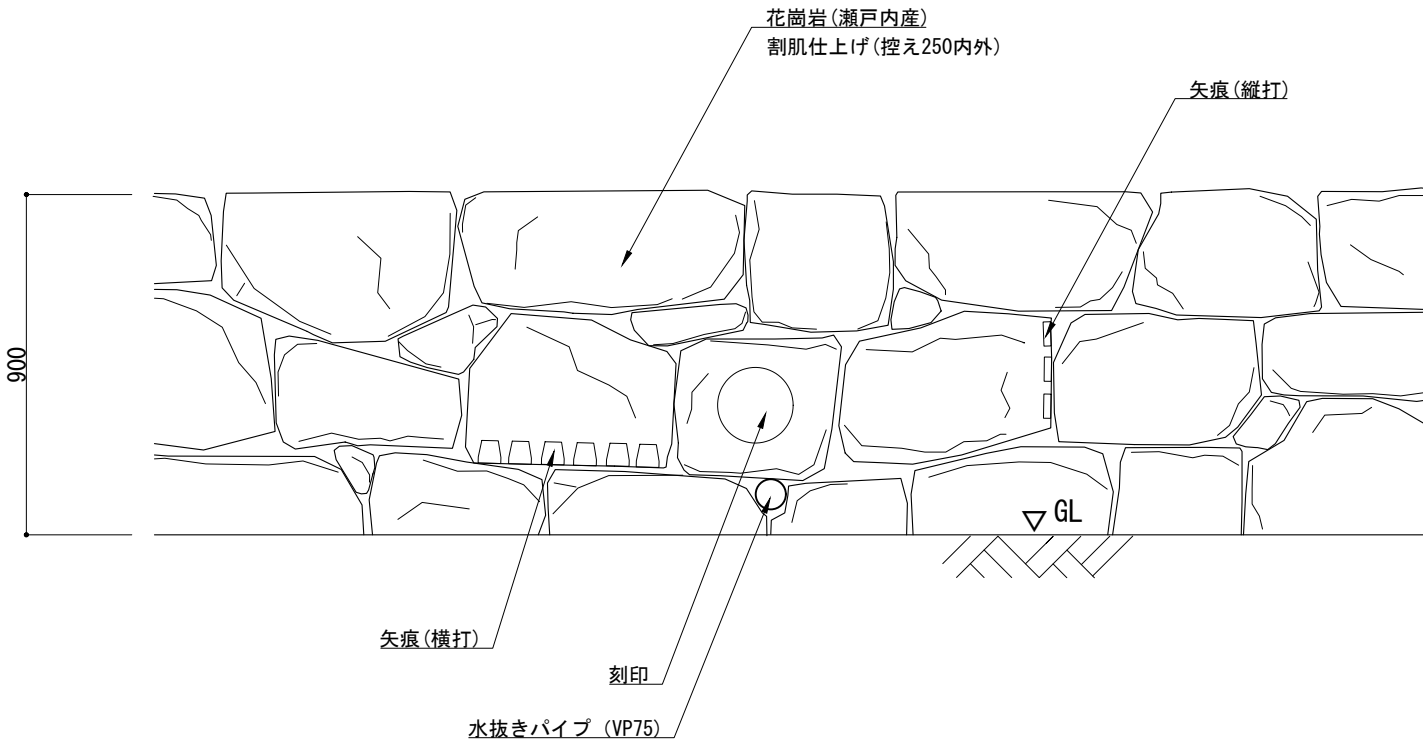 花崗岩(瀬戸内産)
割肌仕上げ(控え250内外)
矢痕(縦打)
900
GL
矢痕(横打)
刻印
水抜きパイプ (VP75)